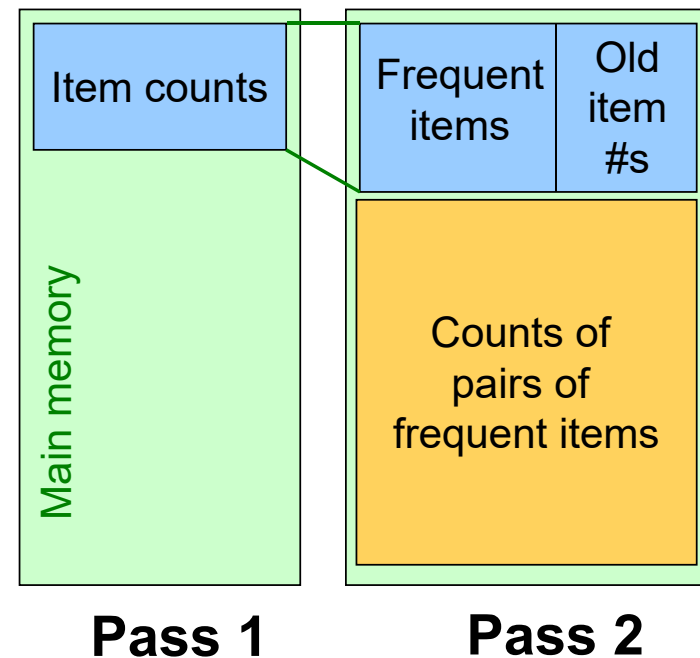 Item counts
Frequent
items
Old
item
#s
Main memory
Counts of
pairs of
frequent items
Pass 1
Pass 2